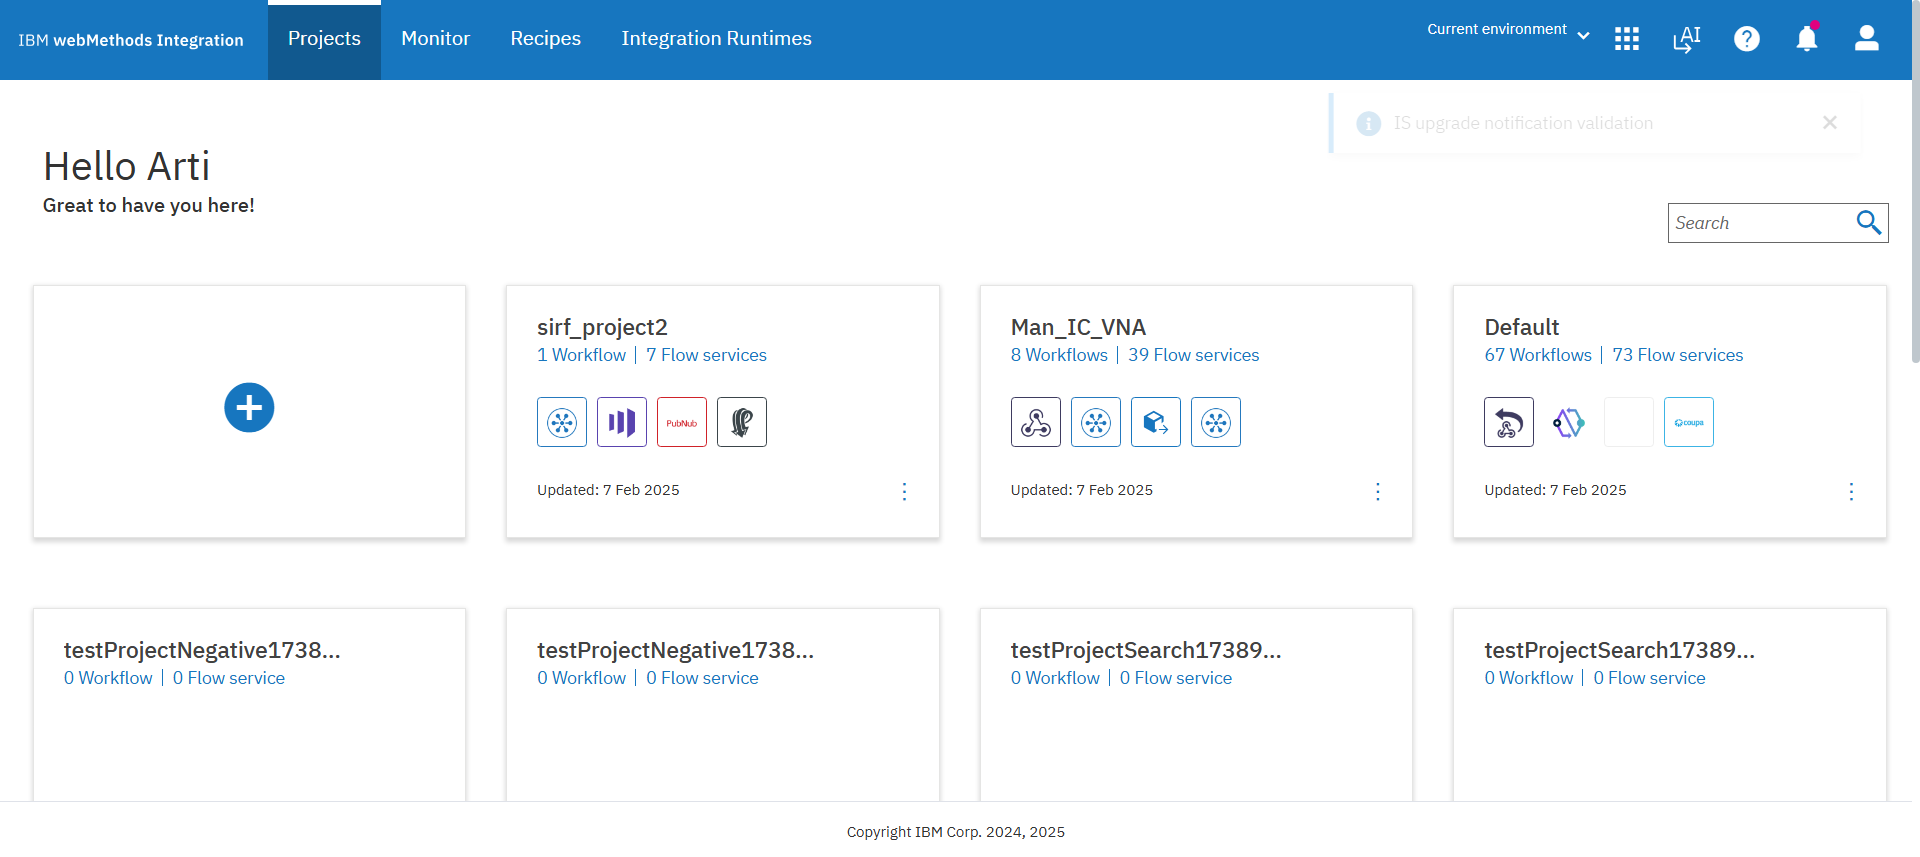 IBM webMethods Integration
Projects
Monitor
Recipes
Integration Runtimes
Current environment
AI
?
IS upgrade notification validation
Hello Arti
Great to have you here!
Search
sirf_project2
1 Workflow | 7 Flow services
PubNub
Updated: 7 Feb 2025
Man_IC_VNA
8 Workflows | 39 Flow services
Updated: 7 Feb 2025
Default
67 Workflows | 73 Flow services
coupa
Updated: 7 Feb 2025
testProjectNegative1738...
0 Workflow | 0 Flow service
testProjectNegative1738...
0 Workflow | 0 Flow service
testProjectSearch17389...
0 Workflow | 0 Flow service
testProjectSearch17389...
0 Workflow | 0 Flow service
Copyright IBM Corp. 2024, 2025